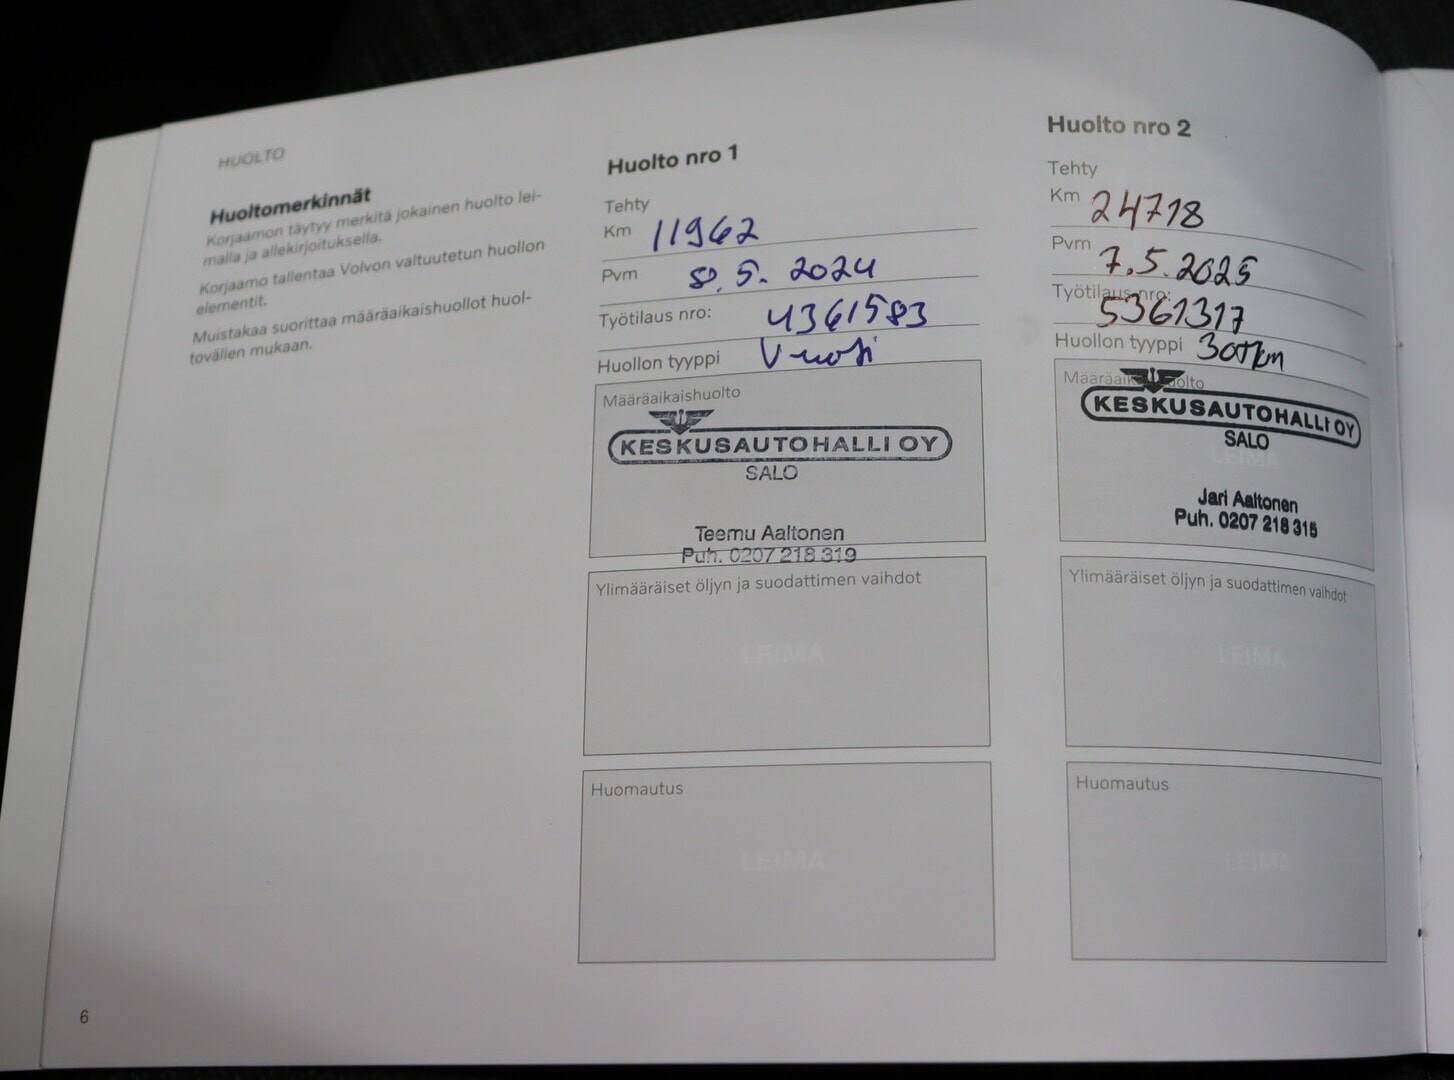 HUOLTO
Huoltomerkinnät
Korjaamon täytyy merkitä jokainen huolto lei-
malla ja allekirjoituksella.
Korjaamo tallentaa Volvon valtuutetun huollon
elementit.
Muistakaa suorittaa määräaikaishuollot huol-
tovälien mukaan.
Huolto nro 1
Tehty
Km 11962
Pvm 8.5.2024
Työtilaus nro: 4361583
Huollon tyyppi Vuosi
Määräaikaishuolto
KESKUSAUTOHALLI OY
SALO
Teemu Aaltonen
Puh. 0207 218 319
Ylimääräiset öljyn ja suodattimen vaihdot
LEIMA
Huomautus
LEIMA
Huolto nro 2
Tehty
Km 24718
Pvm 7.5.2025
Työtilaus nro: 5361317
Huollon tyyppi
Määräaikaishuolto
KESKUSAUTOHALLI OY
SALO
LEIMA
Jari Aaltonen
Puh. 0207 218 315
Ylimääräiset öljyn ja suodattimen vaihdot
LEIMA
Huomautus
LEIMA
6